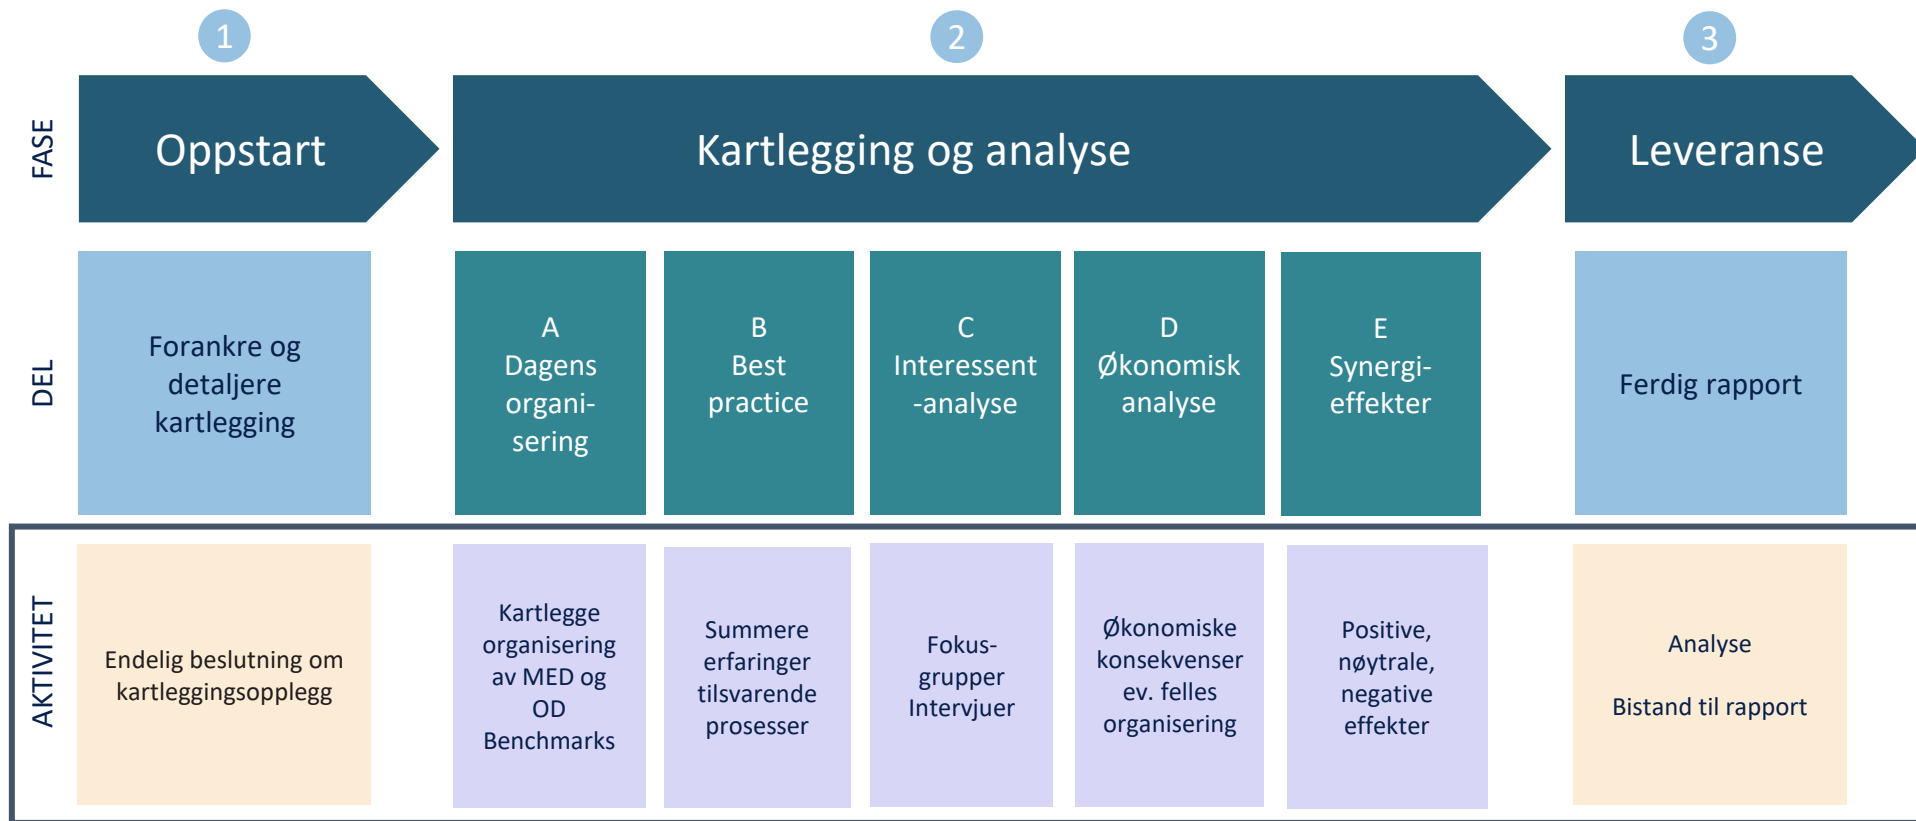 1
2
3
FASE
Oppstart
Kartlegging og analyse
Leveranse
DEL
Forankre og
detaljere
kartlegging
A
Dagens
organi-
sering
B
Best
practice
C
Interessent
-analyse
D
Økonomisk
analyse
E
Synergi-
effekter
Ferdig rapport
AKTIVITET
Endelig beslutning om
kartleggingsopplegg
Kartlegge
organisering
av MED og
OD
Benchmarks
Summere
erfaringer
tilsvarende
prosesser
Fokus-
grupper
Intervjuer
Økonomiske
konsekvenser
ev. felles
organisering
Positive,
nøytrale,
negative
effekter
Analyse
Bistand til rapport